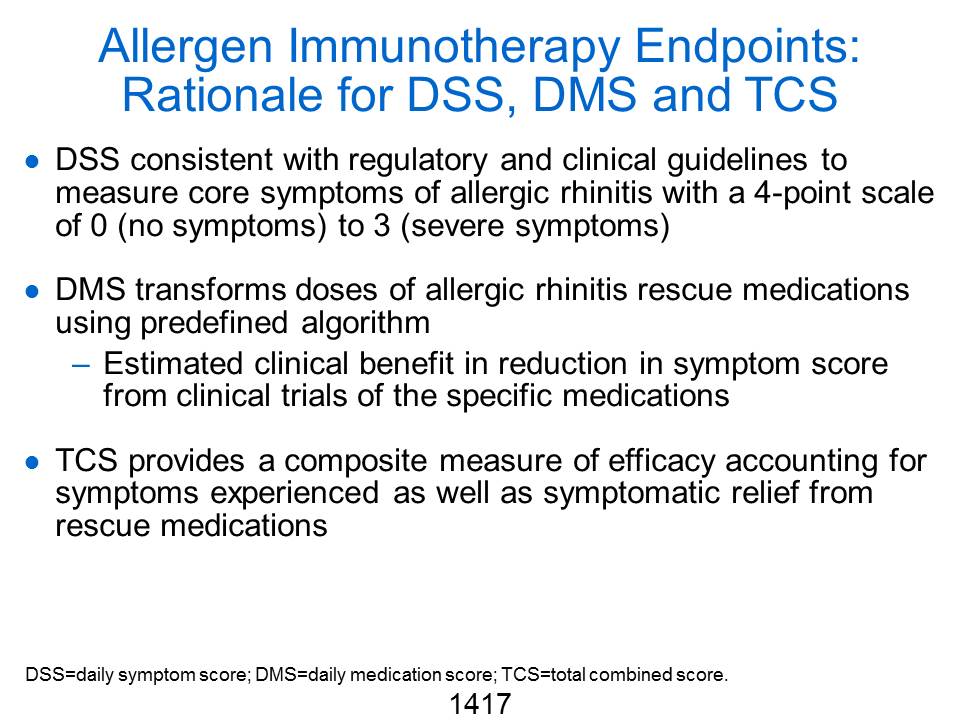 Allergen Immunotherapy Endpoints:
Rationale for DSS, DMS and TCS
● DSS consistent with regulatory and clinical guidelines to
measure core symptoms of allergic rhinitis with a 4-point scale
of 0 (no symptoms) to 3 (severe symptoms)
● DMS transforms doses of allergic rhinitis rescue medications
using predefined algorithm
– Estimated clinical benefit in reduction in symptom score
from clinical trials of the specific medications
● TCS provides a composite measure of efficacy accounting for
symptoms experienced as well as symptomatic relief from
rescue medications
DSS=daily symptom score; DMS=daily medication score; TCS=total combined score.
1417